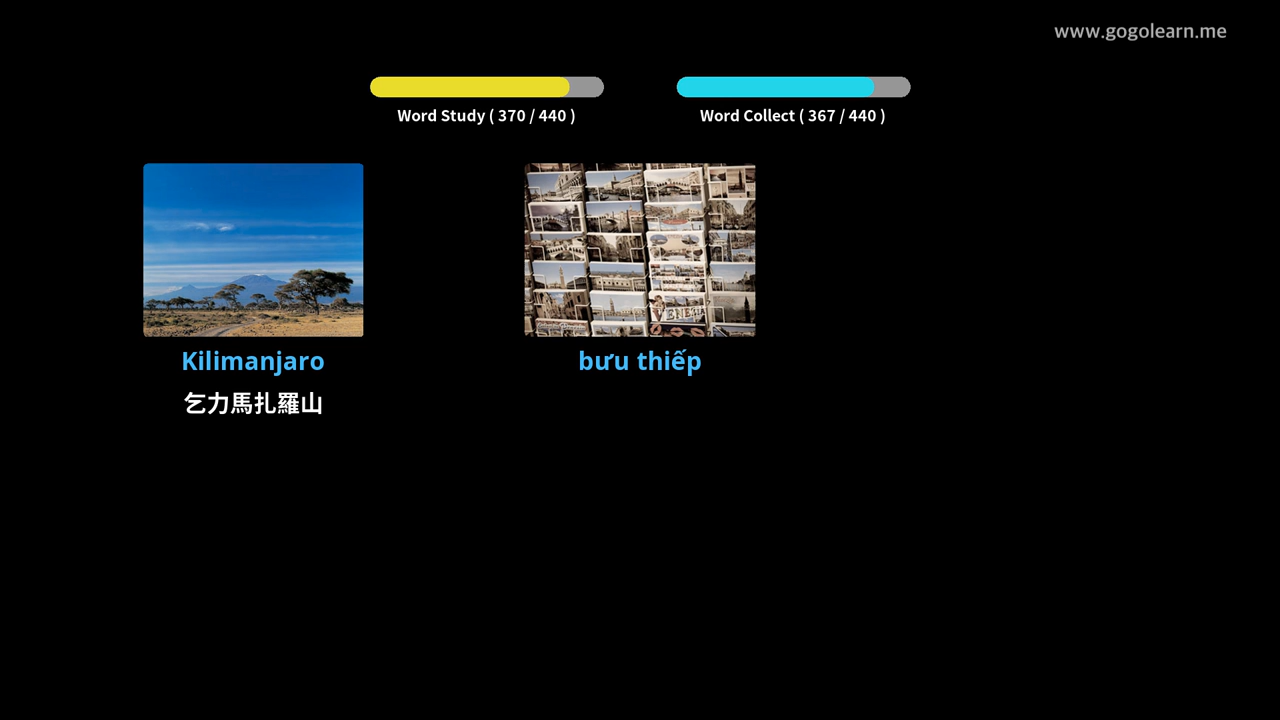 www.gogolearn.me
Word Study ( 370 / 440 )
Word Collect ( 367 / 440 )
Kilimanjaro
乞力馬扎羅山
bưu thiếp